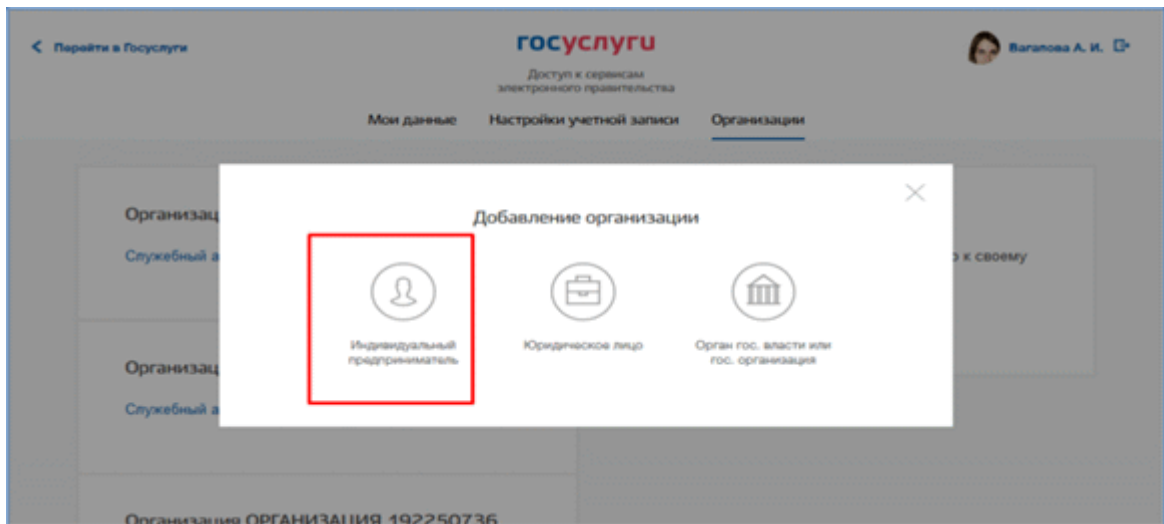 Перейти в Госуслуги
госуслуги
Вагапова А. И.
Доступ к сервисам
электронного правительства
Мои данные Настройки учетной записи Организации
Добавление организации
Организац
Служебный а
к своему
Индивидуальный
предприниматель
Юридическое лицо
Орган гос. власти или
гос. организация
Организац
Служебный а
Организация ОРГАНИЗАЦИЯ 192250736